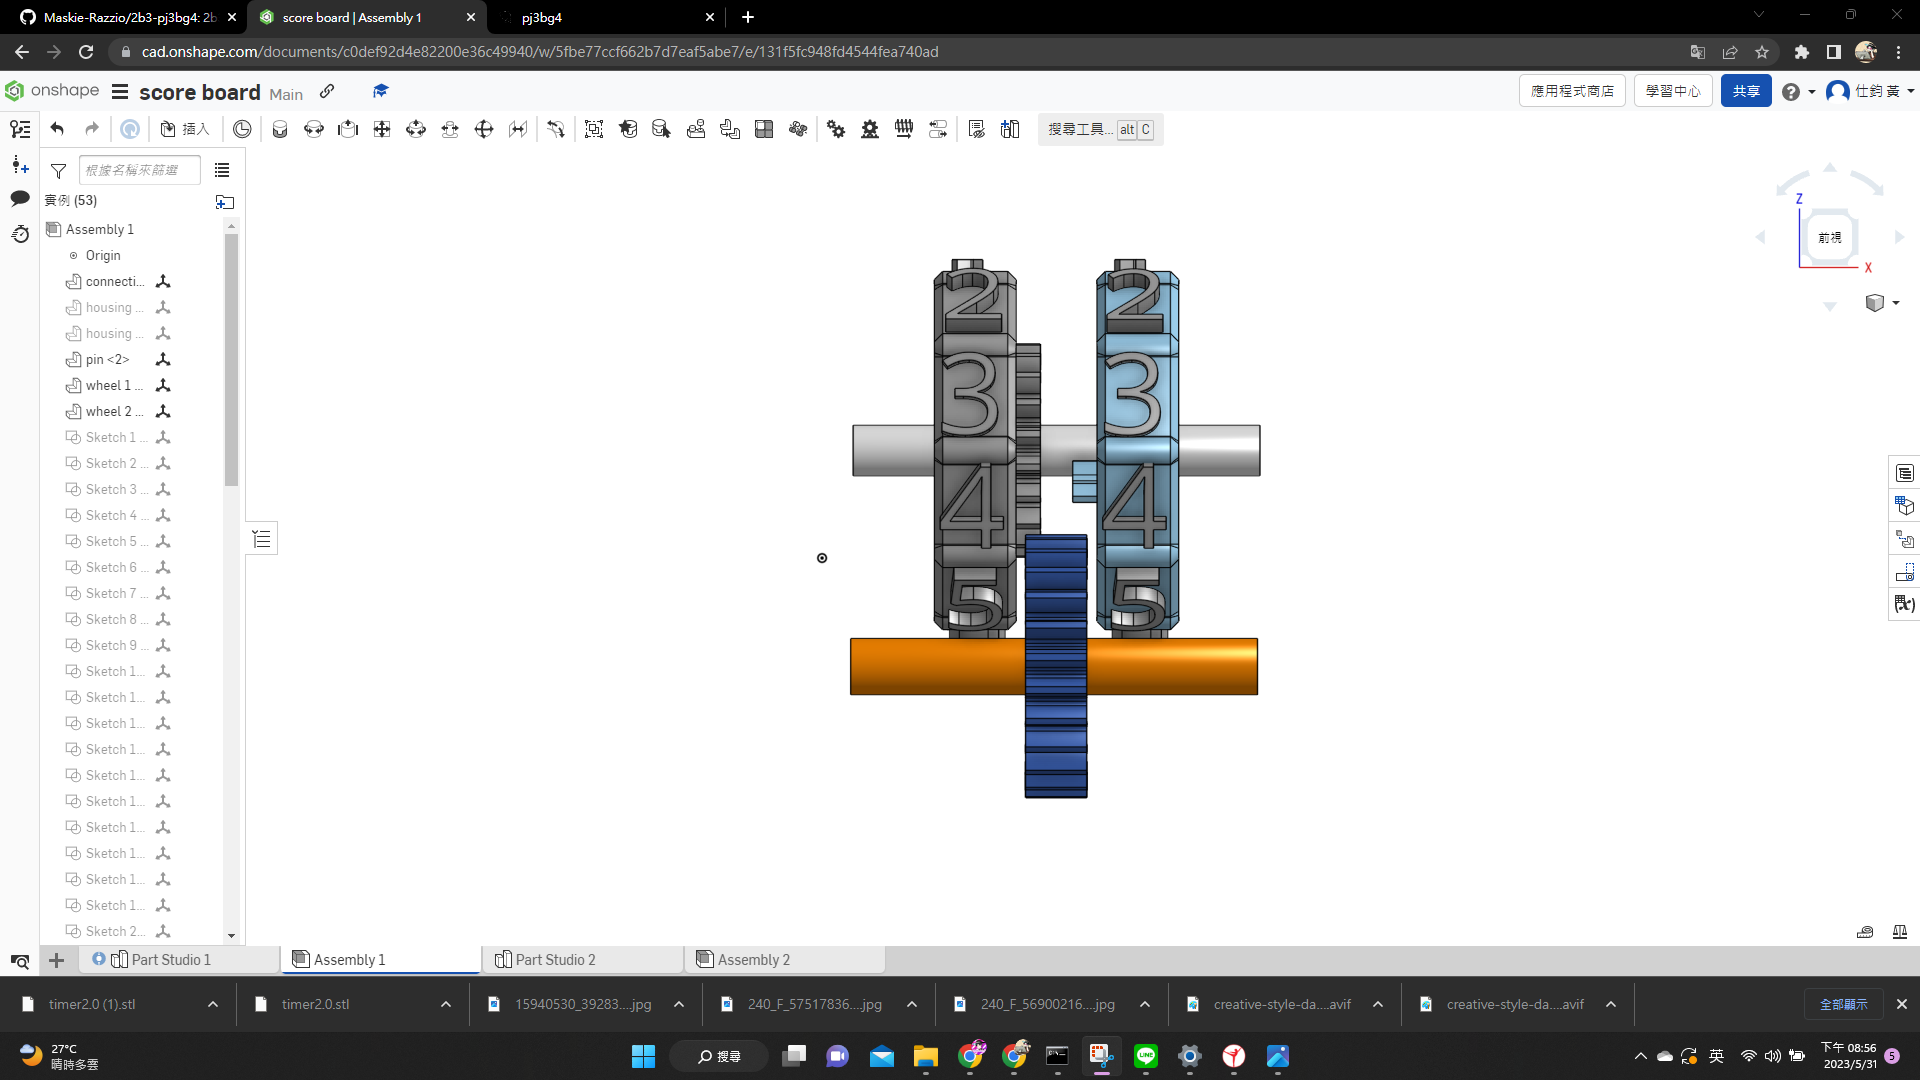 Maskie-Razzio/2b3-pj3bg4: 2b
score board | Assembly 1
pj3bg4
cad.onshape.com/documents/c0def92d4e82200e36c49940/w/5fbe77ccf662b7d7eaf5abe7/e/131f5fc948fd4544fea740ad
onshape
score board Main
應用程式商店
學習中心
共享
仕鈞 黃
插入
搜尋工具... alt C
根據名稱來篩選
實例 (53)
Assembly 1
Origin
connecti...
housing ...
housing ...
pin <2>
wheel 1 ...
wheel 2 ...
Sketch 1 ...
Sketch 2 ...
Sketch 3 ...
Sketch 4 ...
Sketch 5 ...
Sketch 6 ...
Sketch 7 ...
Sketch 8 ...
Sketch 9 ...
Sketch 1...
Sketch 1...
Sketch 1...
Sketch 1...
Sketch 1...
Sketch 1...
Sketch 1...
Sketch 1...
Sketch 1...
Sketch 1...
Sketch 2...
2 2
3 3
4 4
5 5
Z
前視
X
(x)
Part Studio 1
Assembly 1
Part Studio 2
Assembly 2
timer2.0 (1).stl
timer2.0.stl
15940530_39283....jpg
240_F_57517836....jpg
240_F_56900216....jpg
creative-style-da....avif
creative-style-da....avif
全部顯示
27°C
晴時多雲
搜尋
LINE
英
下午 08:56
2023/5/31
5